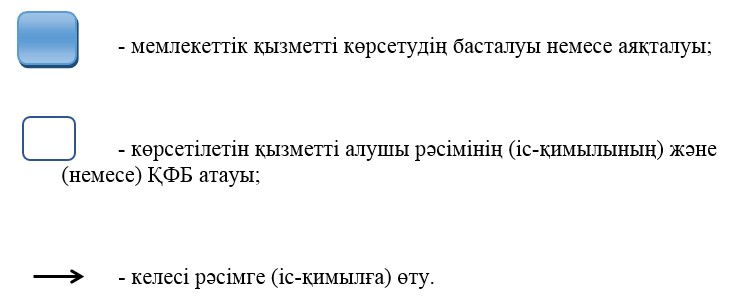 - мемлекеттік қызметті көрсетудің басталуы немесе аяқталуы;
- көрсетілетін қызметті алушы рәсімінің (іс-қимылының) және
(немесе) ҚФБ атауы;
- келесі рәсімге (іс-қимылға) өту.